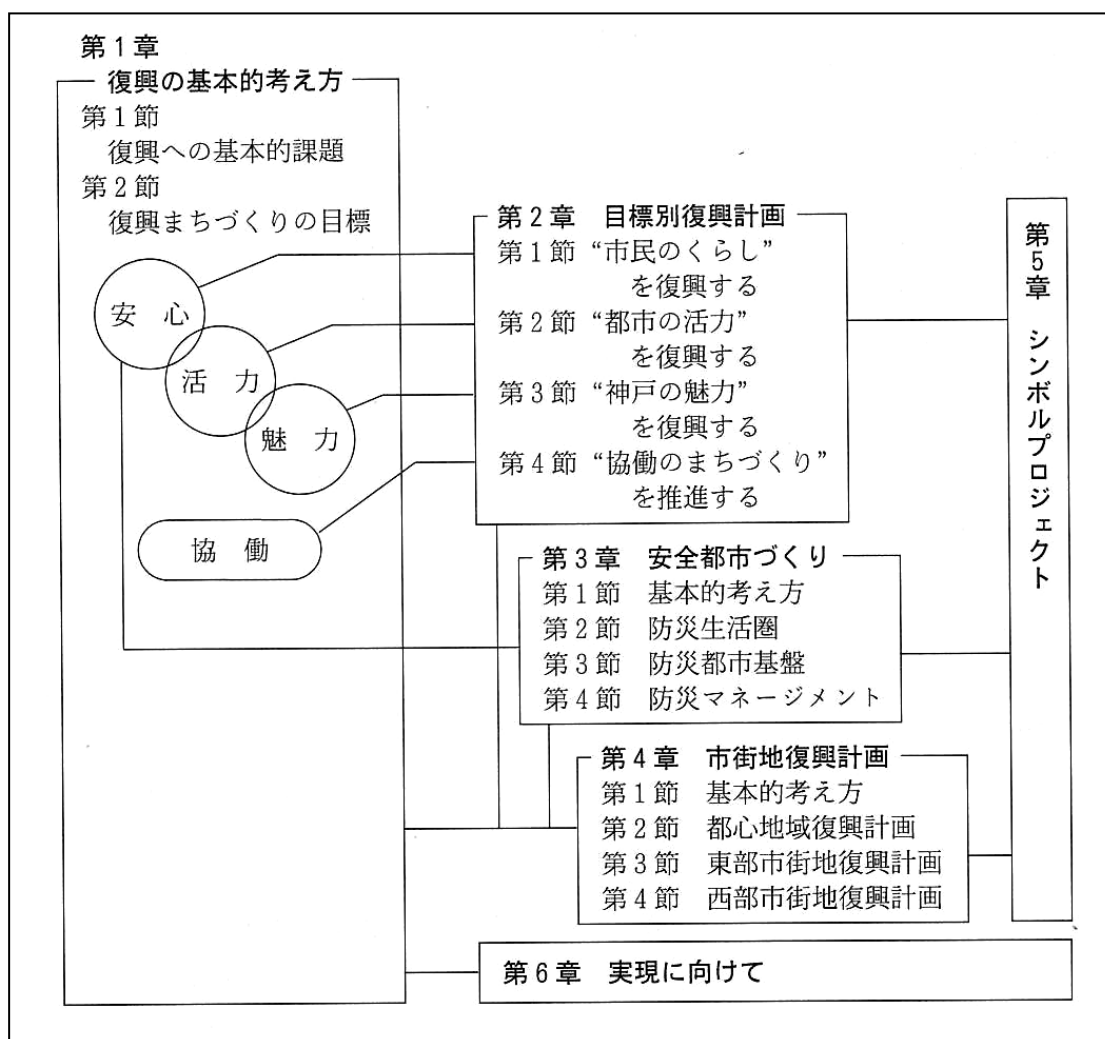 第1章
復興の基本的考え方
第1節
復興への基本的課題
第2節
復興まちづくりの目標
安 心
活 力
魅 力
協 働
第2章 目標別復興計画
第1節 “市民のくらし”
を復興する
第2節 “都市の活力”
を復興する
第3節 “神戸の魅力”
を復興する
第4節 “協働のまちづくり”
を推進する
第3章 安全都市づくり
第1節 基本的考え方
第2節 防災生活圏
第3節 防災都市基盤
第4節 防災マネージメント
第4章 市街地復興計画
第1節 基本的考え方
第2節 都心地域復興計画
第3節 東部市街地復興計画
第4節 西部市街地復興計画
第5章 シンボルプロジェクト
第6章 実現に向けて